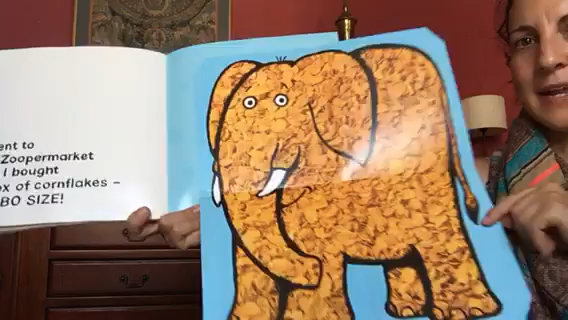 ent to
Zoopermarket
I bought
ox of cornflakes –
BO SIZE!